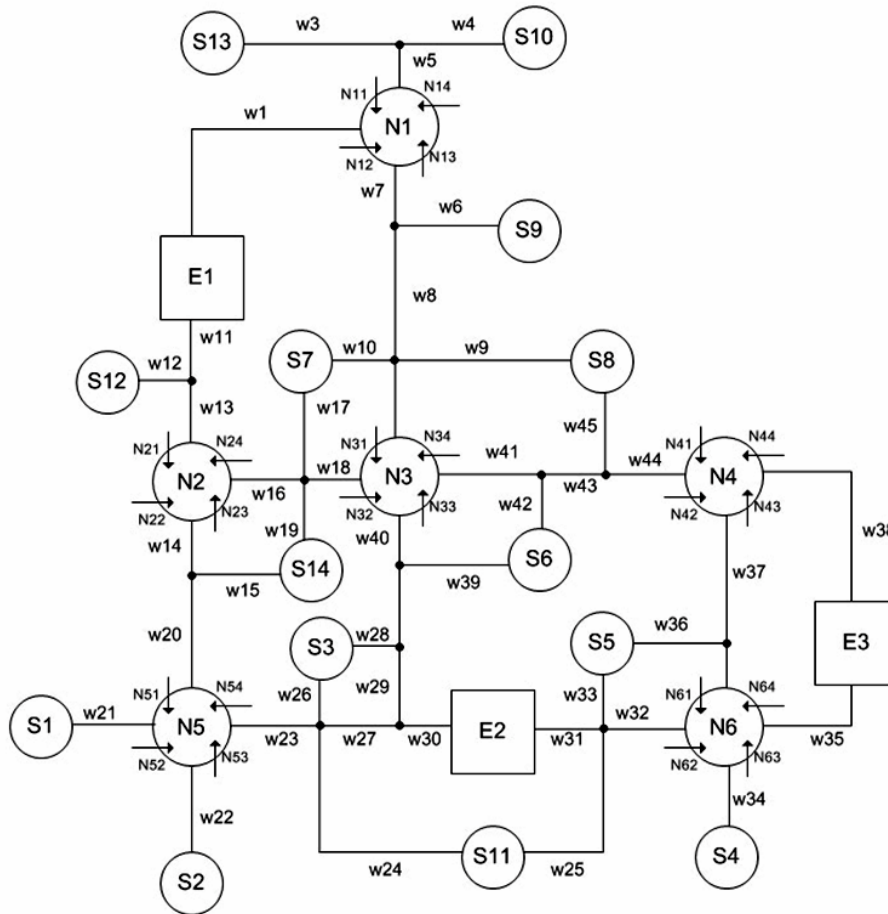 S13 w3 w4 S10
w5
N11 N14
w1 N1
N12 N13
w7
w6 S9
E1
w8
w11
S7 w10 w9 S8
w12
S12
w17
w13 w45
N21 N24 N31 N34 w41 N41 N44
w18 w44
N2 N3 N4
w16 w43
N22 N23 N32 N33 w42 N42 N43
w19 w40 w38
w14 S14 S6
w15 w39 w37
w20 S3 w28 S5 w36
E3
w26 w29 w33
N51 N54 N61 N64
S1 w21 N5 E2 w32 N6
w23 w27 w30 w31 w35
N52 N53 N62 N63
w22 w34
w24 S11 w25 S4
S2